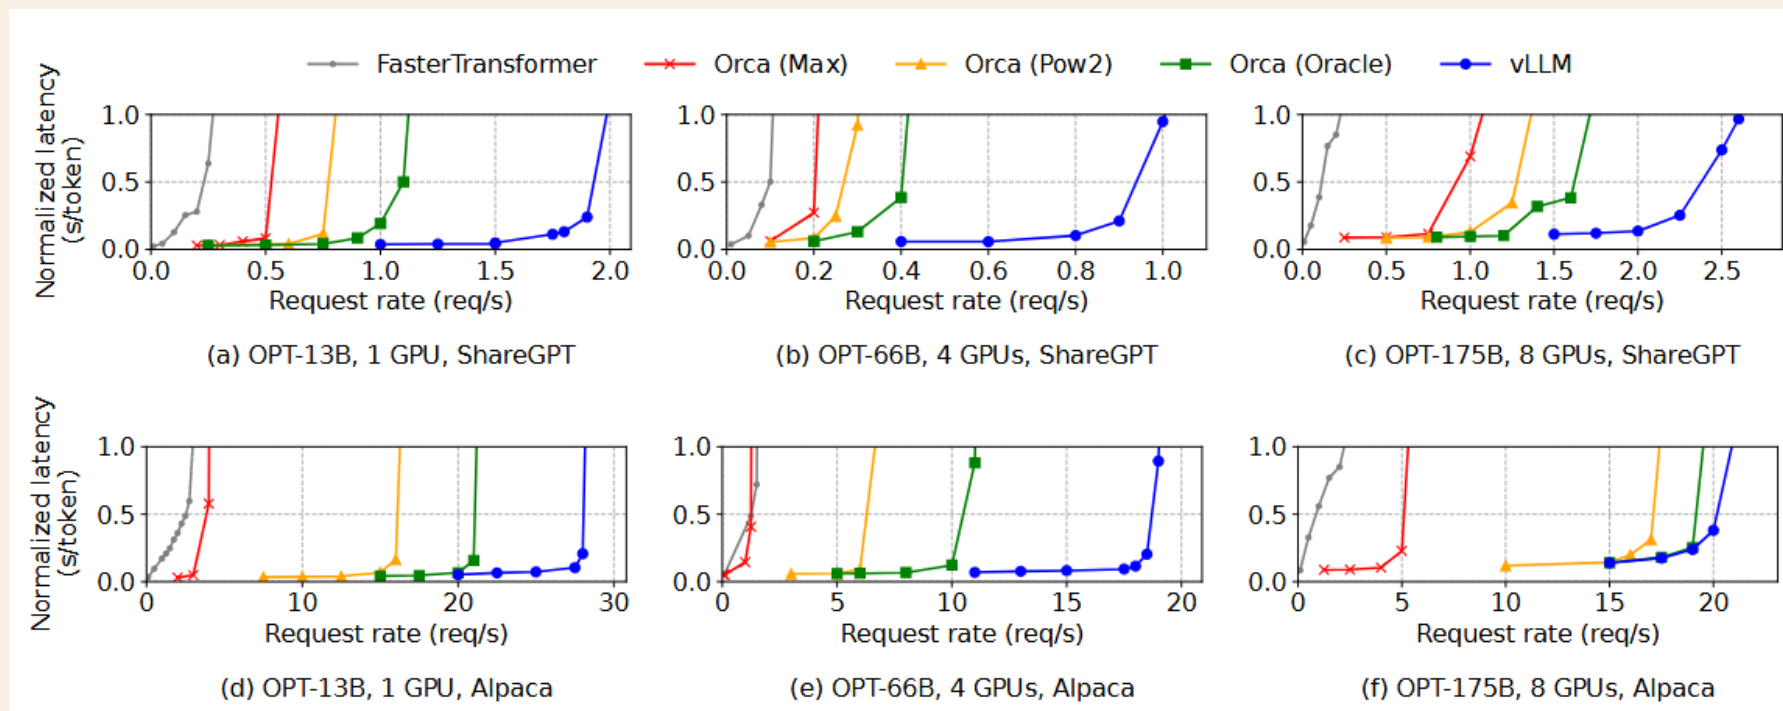 FasterTransformer Orca (Max) Orca (Pow2) Orca (Oracle) vLLM
Normalized latency
(s/token)
1.0
0.5
0.0
0.0 0.5 1.0 1.5 2.0
Request rate (req/s)
(a) OPT-13B, 1 GPU, ShareGPT
1.0
0.5
0.0
0.0 0.2 0.4 0.6 0.8 1.0
Request rate (req/s)
(b) OPT-66B, 4 GPUs, ShareGPT
1.0
0.5
0.0
0.0 0.5 1.0 1.5 2.0 2.5
Request rate (req/s)
(c) OPT-175B, 8 GPUs, ShareGPT
Normalized latency
(s/token)
1.0
0.5
0.0
0 10 20 30
Request rate (req/s)
(d) OPT-13B, 1 GPU, Alpaca
1.0
0.5
0.0
0 5 10 15 20
Request rate (req/s)
(e) OPT-66B, 4 GPUs, Alpaca
1.0
0.5
0.0
0 5 10 15 20
Request rate (req/s)
(f) OPT-175B, 8 GPUs, Alpaca